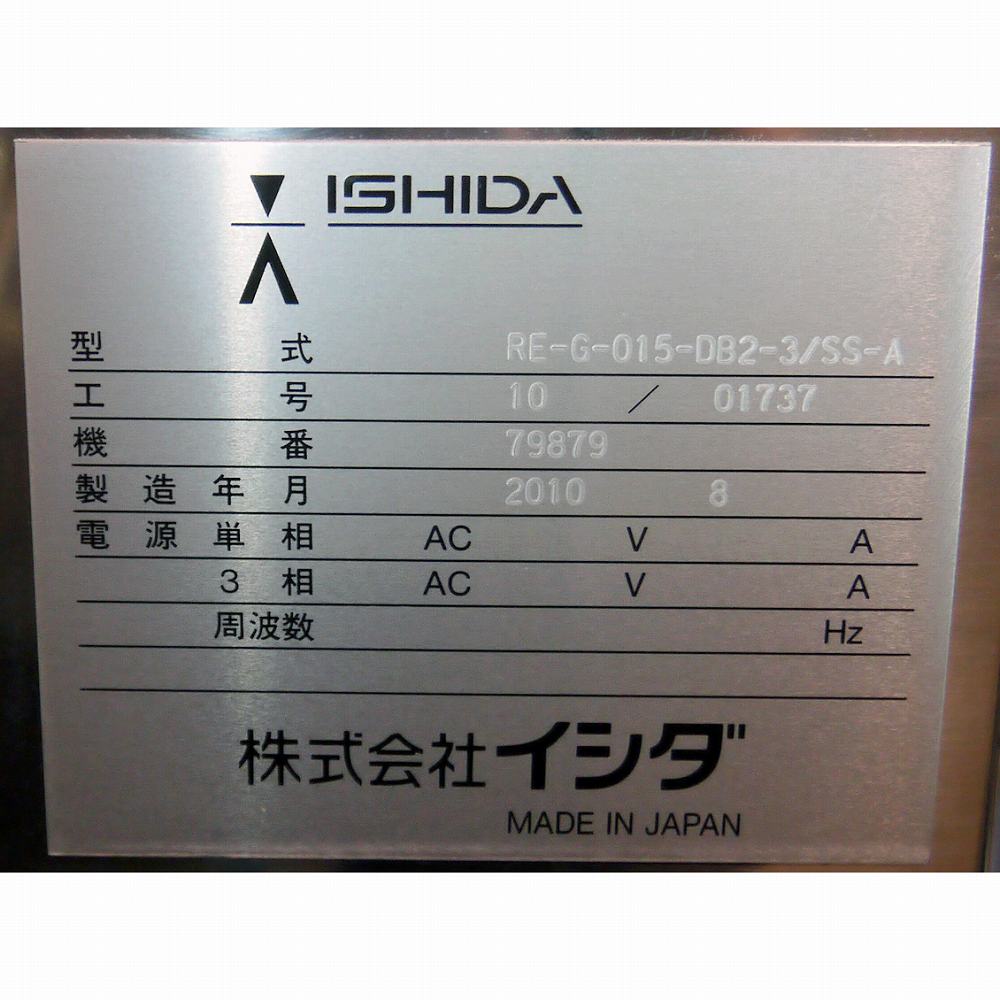 ISHIDA
型式 RE-G-015-DB2-3/SS-A
工号 10 / 01737
機番 79879
製造年月 2010 8
電源単相 AC V A
3相 AC V A
周波数 Hz
株式会社イシダ
MADE IN JAPAN